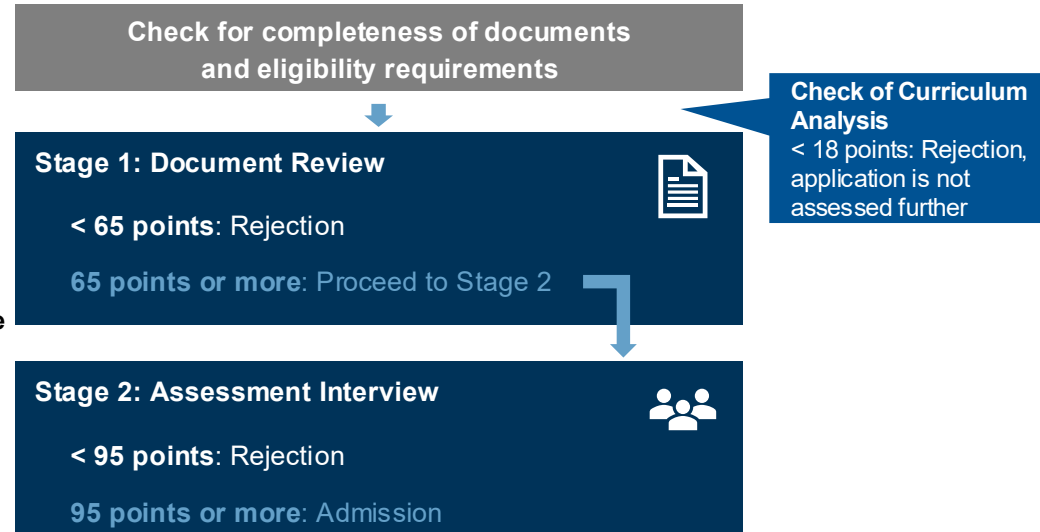 Check for completeness of documents
and eligibility requirements
Check of Curriculum
Analysis
< 18 points: Rejection,
application is not
assessed further
Stage 1: Document Review
< 65 points: Rejection
65 points or more: Proceed to Stage 2
e
Stage 2: Assessment Interview
< 95 points: Rejection
95 points or more: Admission